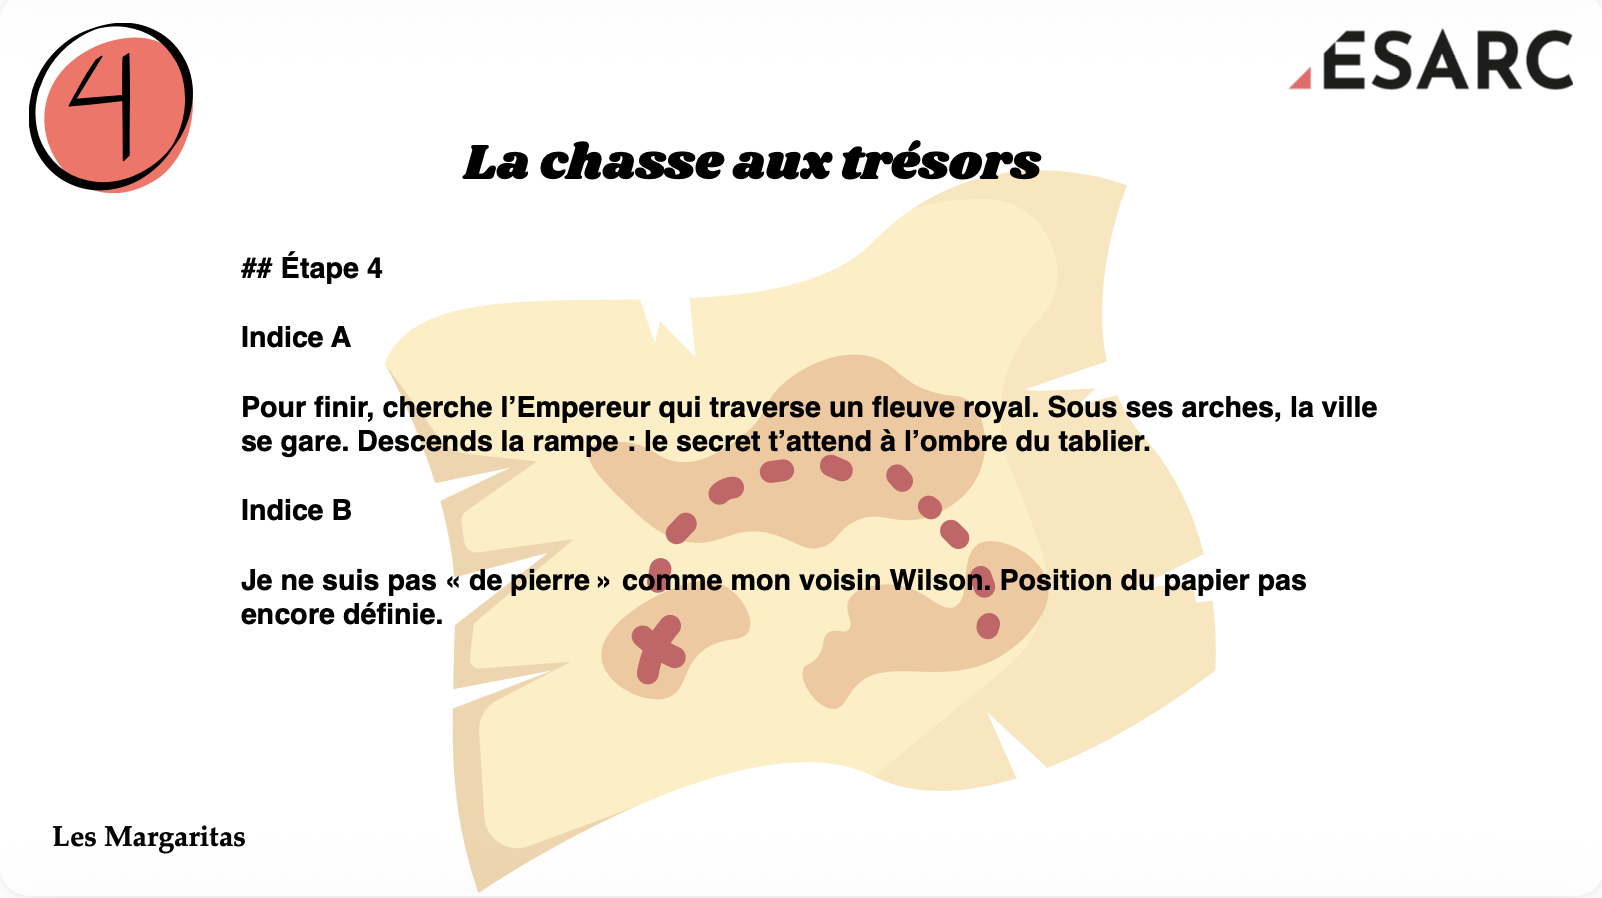 4
ESARC
La chasse aux trésors
## Étape 4
Indice A
Pour finir, cherche l’Empereur qui traverse un fleuve royal. Sous ses arches, la ville
se gare. Descends la rampe : le secret t’attend à l’ombre du tablier.
Indice B
Je ne suis pas « de pierre » comme mon voisin Wilson. Position du papier pas
encore définie.
Les Margaritas